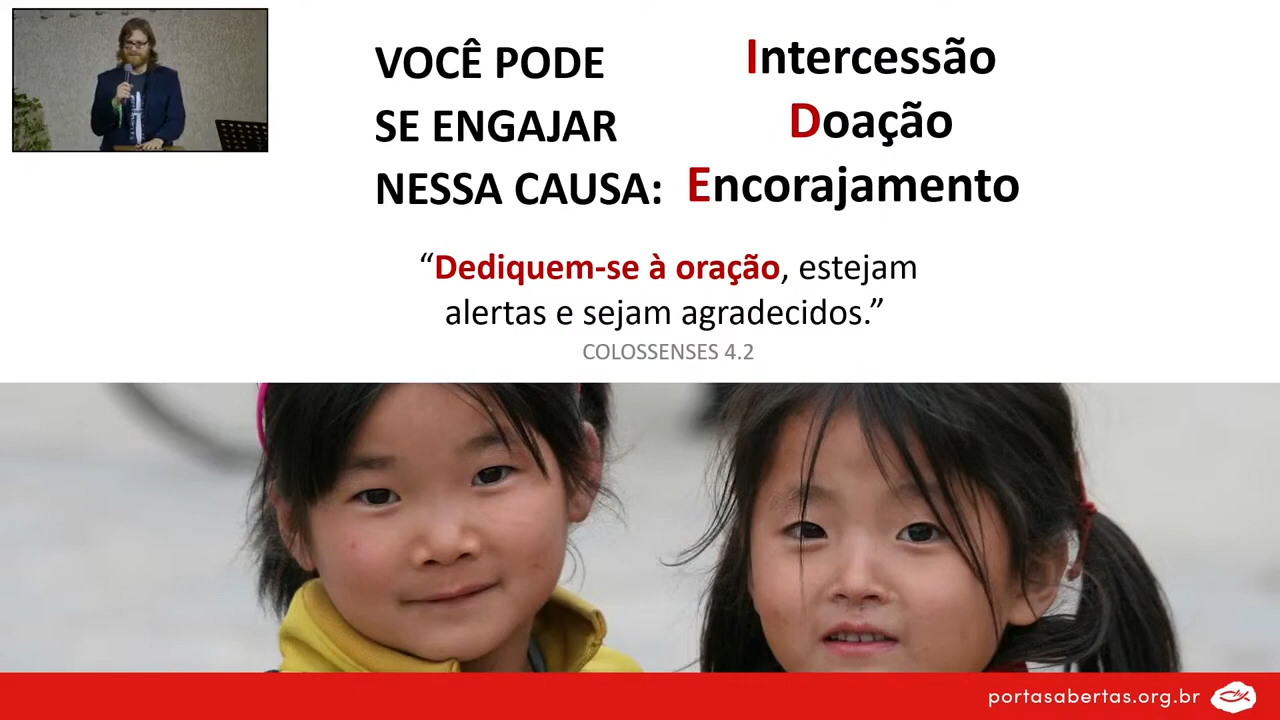 VOCÊ PODE
SE ENGAJAR
NESSA CAUSA:
Intercessão
Doação
Encorajamento
“Dediquem-se à oração, estejam
alertas e sejam agradecidos.”
COLOSSENSES 4.2
portasabertas.org.br